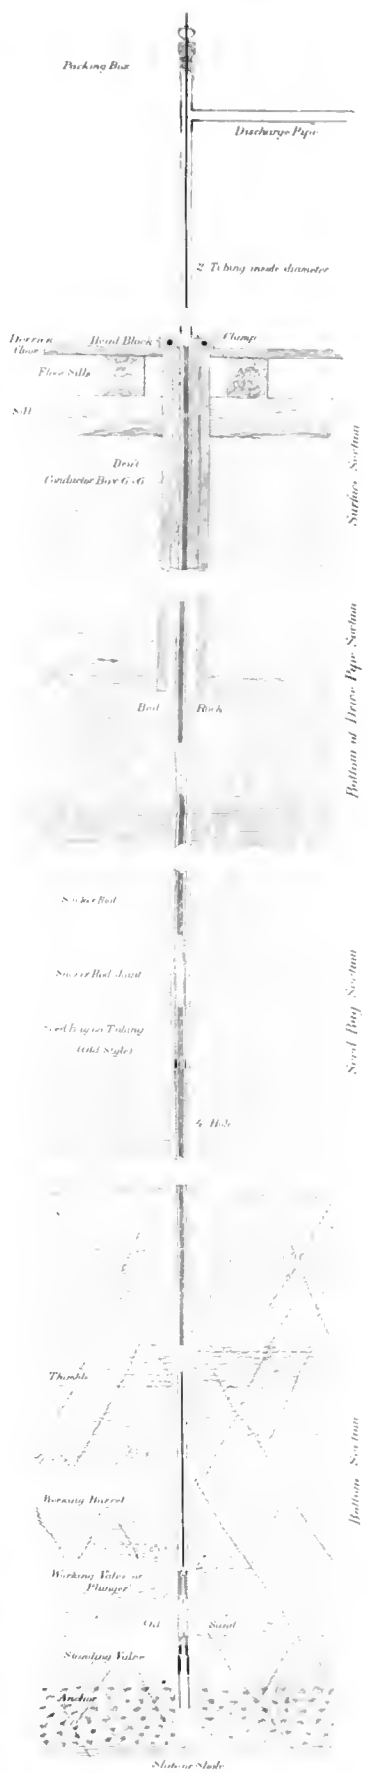 Packing Box
Discharge Pipe
2" Tubing inside diameter
Derrick
Floor
Head Block
Clamp
Floor Sills
Sill
Surface Section
Conductor Box 6 x 6
Bottom of Drive Pipe Section
Bed
Rock
Sucker Rod
Sucker Rod Joint
Seed Bag on Tubing
(Old Style)
Seed Bag Section
4 Hole
Thimble
Bottom Section
Working Barrel
Working Valve or
Plunger
Oil
Sand
Standing Valve
Anchor
Slate or Shale